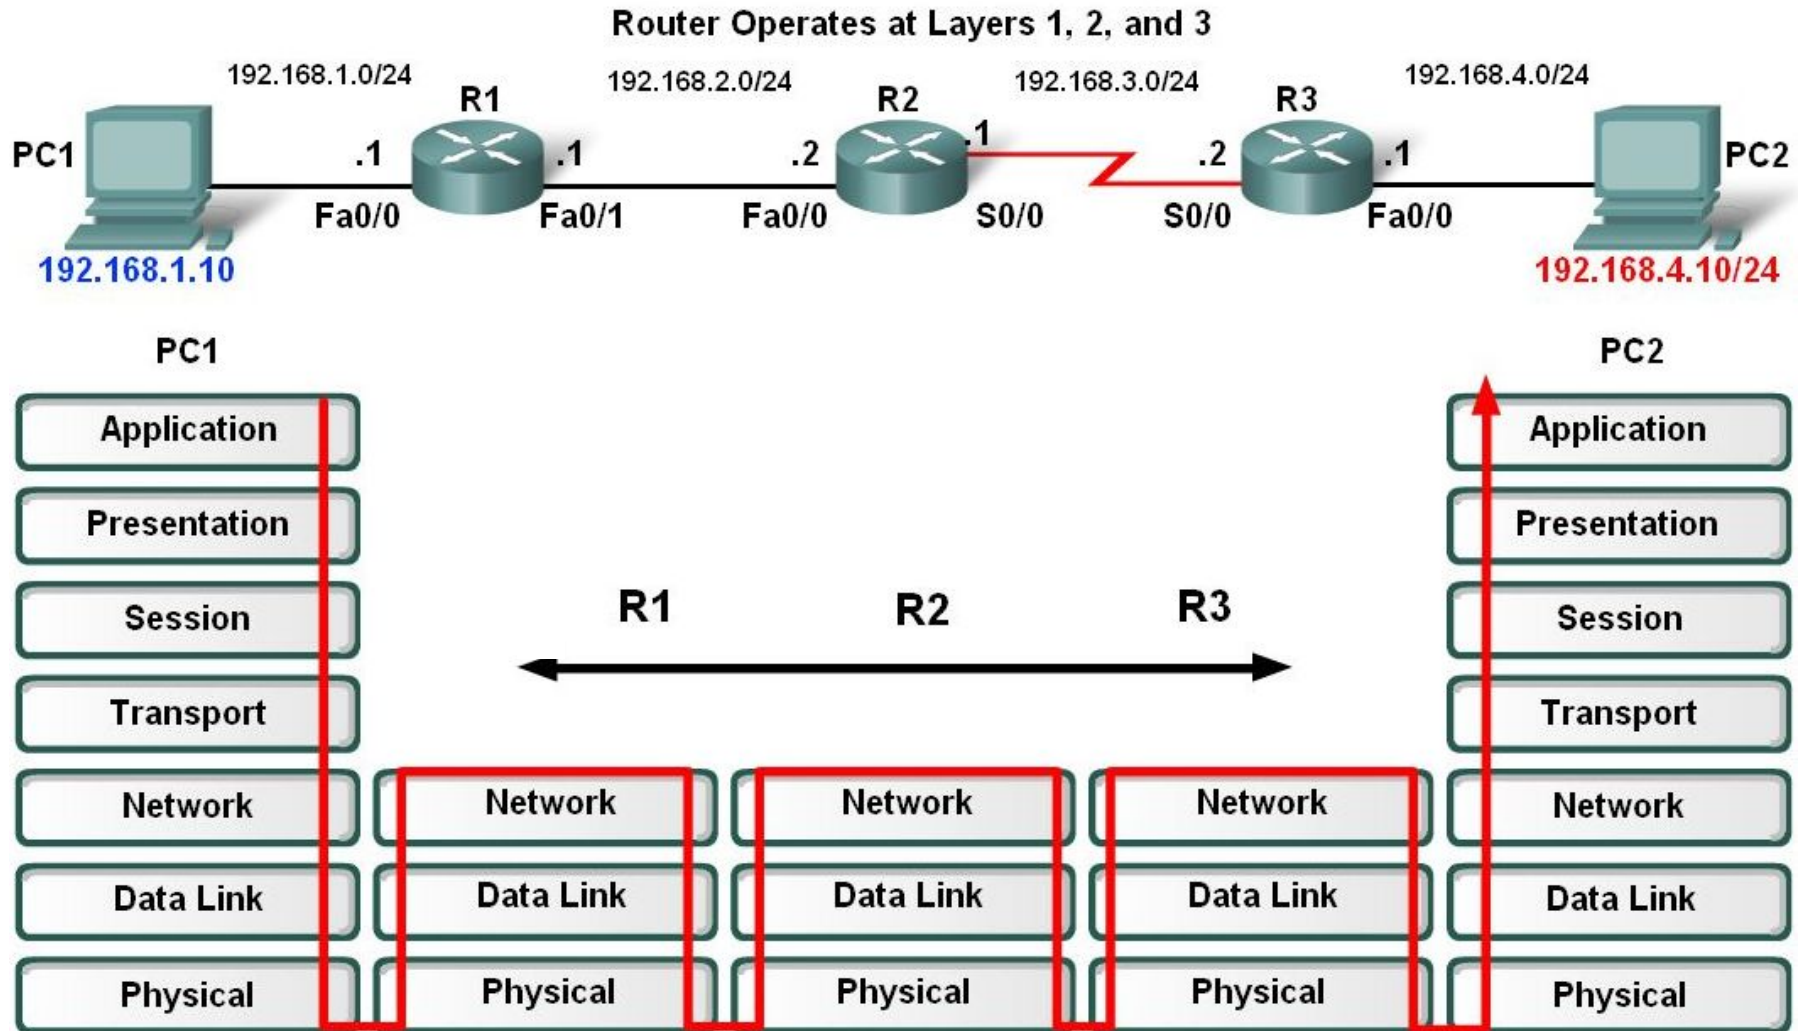 Router Operates at Layers 1, 2, and 3
192.168.1.0/24
192.168.2.0/24
192.168.3.0/24
192.168.4.0/24
R1
R2
R3
PC1
.1
.1
.2
.1
.2
.1
PC2
Fa0/0
Fa0/1
Fa0/0
S0/0
S0/0
Fa0/0
192.168.1.10
192.168.4.10/24
PC1
PC2
Application
Application
Presentation
Presentation
Session
R1
R2
R3
Session
Transport
Transport
Network
Network
Network
Network
Network
Data Link
Data Link
Data Link
Data Link
Data Link
Physical
Physical
Physical
Physical
Physical